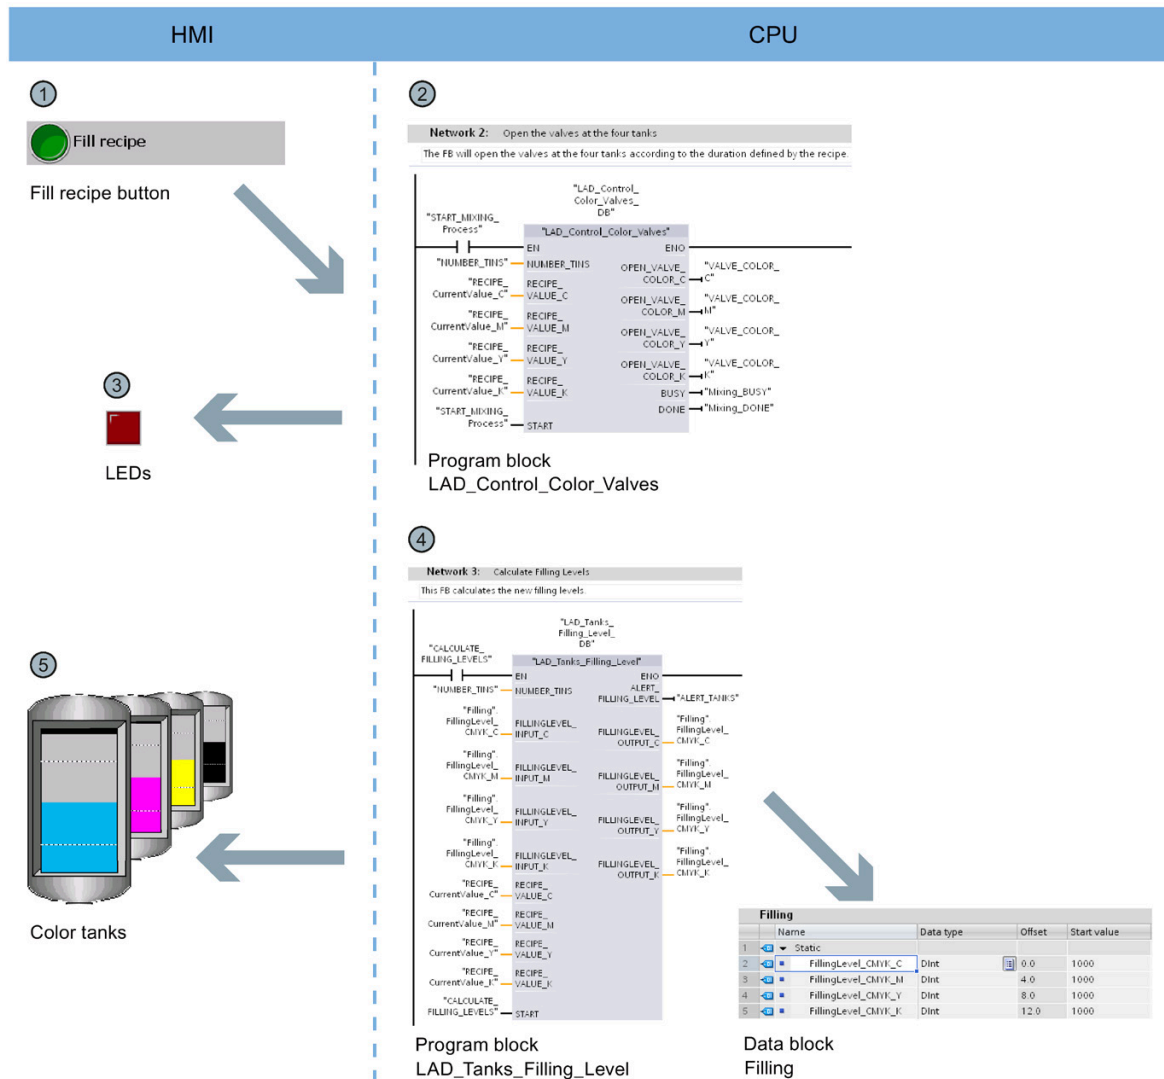 HMI
CPU
1
Fill recipe
Fill recipe button
2
Network 2: Open the valves at the four tanks
The FB will open the valves at the four tanks according to the duration defined by the recipe.
"LAD_Control_
Color_Valves_
DB"
"START_MIXING_
Process"
"LAD_Control_Color_Valves"
EN
ENO
"NUMBER_TINS"
NUMBER_TINS
OPEN_VALVE_
COLOR_C
"VALVE_COLOR_
C"
"RECIPE_
CurrentValue_C"
RECIPE_
VALUE_C
OPEN_VALVE_
COLOR_M
"VALVE_COLOR_
M"
"RECIPE_
CurrentValue_M"
RECIPE_
VALUE_M
OPEN_VALVE_
COLOR_Y
"VALVE_COLOR_
Y"
"RECIPE_
CurrentValue_Y"
RECIPE_
VALUE_Y
OPEN_VALVE_
COLOR_K
"VALVE_COLOR_
K"
"RECIPE_
CurrentValue_K"
RECIPE_
VALUE_K
BUSY
"Mixing_BUSY"
DONE
"Mixing_DONE"
"START_MIXING_
Process"
START
Program block
LAD_Control_Color_Valves
3
LEDs
4
Network 3: Calculate Filling Levels
This FB calculates the new filling levels.
"LAD_Tanks_
Filling_Level_
DB"
"CALCULATE_
FILLING_LEVELS"
"LAD_Tanks_Filling_Level"
EN
ENO
"NUMBER_TINS"
NUMBER_TINS
ALERT_
FILLING_LEVEL
"ALERT_TANKS"
"Filling".
FillingLevel_
CMYK_C
FILLINGLEVEL_
INPUT_C
FILLINGLEVEL_
OUTPUT_C
"Filling".
FillingLevel_
CMYK_C
"Filling".
FillingLevel_
CMYK_M
FILLINGLEVEL_
INPUT_M
FILLINGLEVEL_
OUTPUT_M
"Filling".
FillingLevel_
CMYK_M
"Filling".
FillingLevel_
CMYK_Y
FILLINGLEVEL_
INPUT_Y
FILLINGLEVEL_
OUTPUT_Y
"Filling".
FillingLevel_
CMYK_Y
"Filling".
FillingLevel_
CMYK_K
FILLINGLEVEL_
INPUT_K
FILLINGLEVEL_
OUTPUT_K
"Filling".
FillingLevel_
CMYK_K
"RECIPE_
CurrentValue_C"
RECIPE_
VALUE_C
"RECIPE_
CurrentValue_M"
RECIPE_
VALUE_M
"RECIPE_
CurrentValue_Y"
RECIPE_
VALUE_Y
"RECIPE_
CurrentValue_K"
RECIPE_
VALUE_K
"CALCULATE_
FILLING_LEVELS"
START
Program block
LAD_Tanks_Filling_Level
5
Color tanks
Filling
Name Data type Offset Start value
1 Static
2 FillingLevel_CMYK_C DInt 0.0 1000
3 FillingLevel_CMYK_M DInt 4.0 1000
4 FillingLevel_CMYK_Y DInt 8.0 1000
5 FillingLevel_CMYK_K DInt 12.0 1000
Data block
Filling